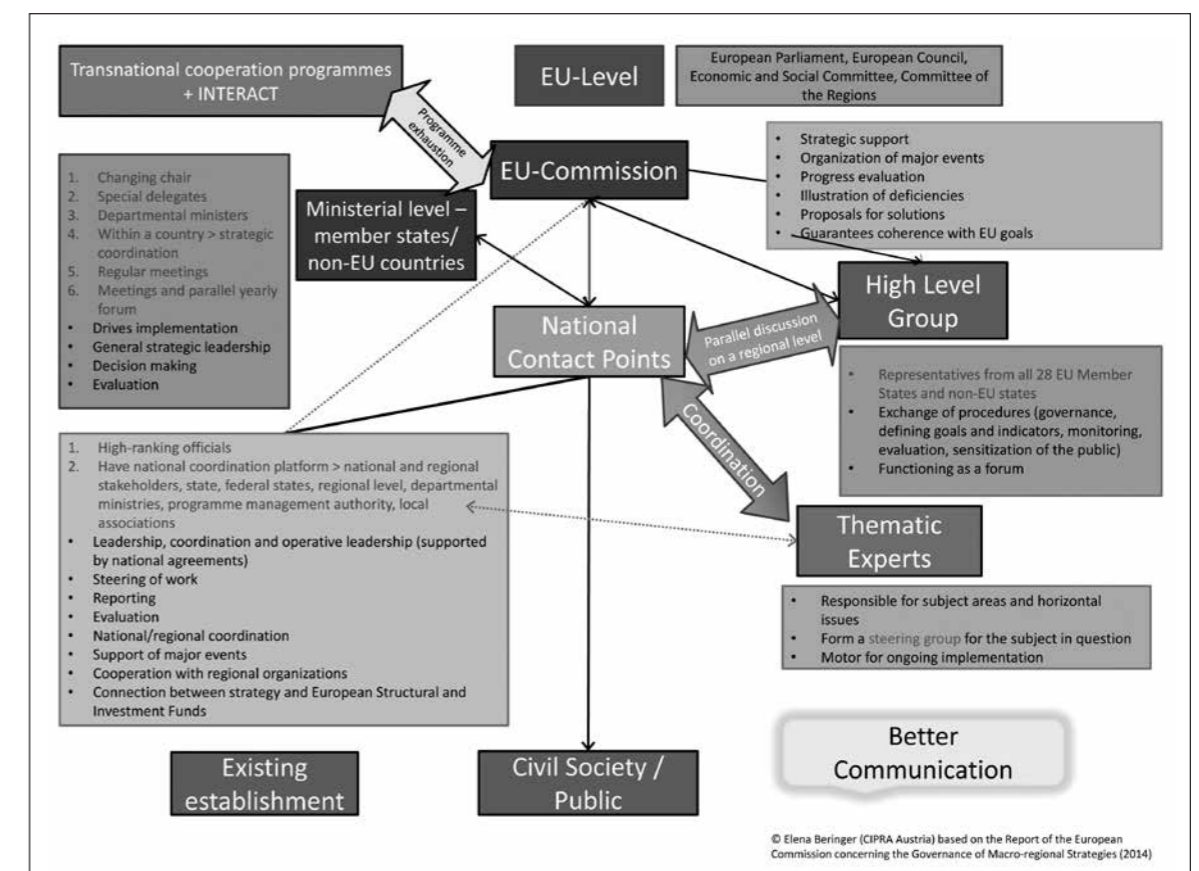 Transnational cooperation programmes
+ INTERACT
EU-Level
European Parliament, European Council,
Economic and Social Committee, Committee of
the Regions
Programme
exhaustion
EU-Commission
• Strategic support
• Organization of major events
• Progress evaluation
• Illustration of deficiencies
• Proposals for solutions
• Guarantees coherence with EU goals
1. Changing chair
2. Special delegates
3. Departmental ministers
4. Within a country > strategic
coordination
5. Regular meetings
6. Meetings and parallel yearly
forum
• Drives implementation
• General strategic leadership
• Decision making
• Evaluation
Ministerial level –
member states/
non-EU countries
High Level
Group
National
Contact Points
Parallel discussion
on a regional level
• Representatives from all 28 EU Member
States and non-EU states
• Exchange of procedures (governance,
defining goals and indicators, monitoring,
evaluation, sensitization of the public)
• Functioning as a forum
Coordination
1. High-ranking officials
2. Have national coordination platform > national and regional
stakeholders, state, federal states, regional level, departmental
ministries, programme management authority, local
associations
• Leadership, coordination and operative leadership (supported
by national agreements)
• Steering of work
• Reporting
• Evaluation
• National/regional coordination
• Support of major events
• Cooperation with regional organizations
• Connection between strategy and European Structural and
Investment Funds
Thematic
Experts
• Responsible for subject areas and horizontal
issues
• Form a steering group for the subject in question
• Motor for ongoing implementation
Existing
establishment
Civil Society /
Public
Better
Communication
© Elena Beringer (CIPRA Austria) based on the Report of the European
Commission concerning the Governance of Macro-regional Strategies (2014)